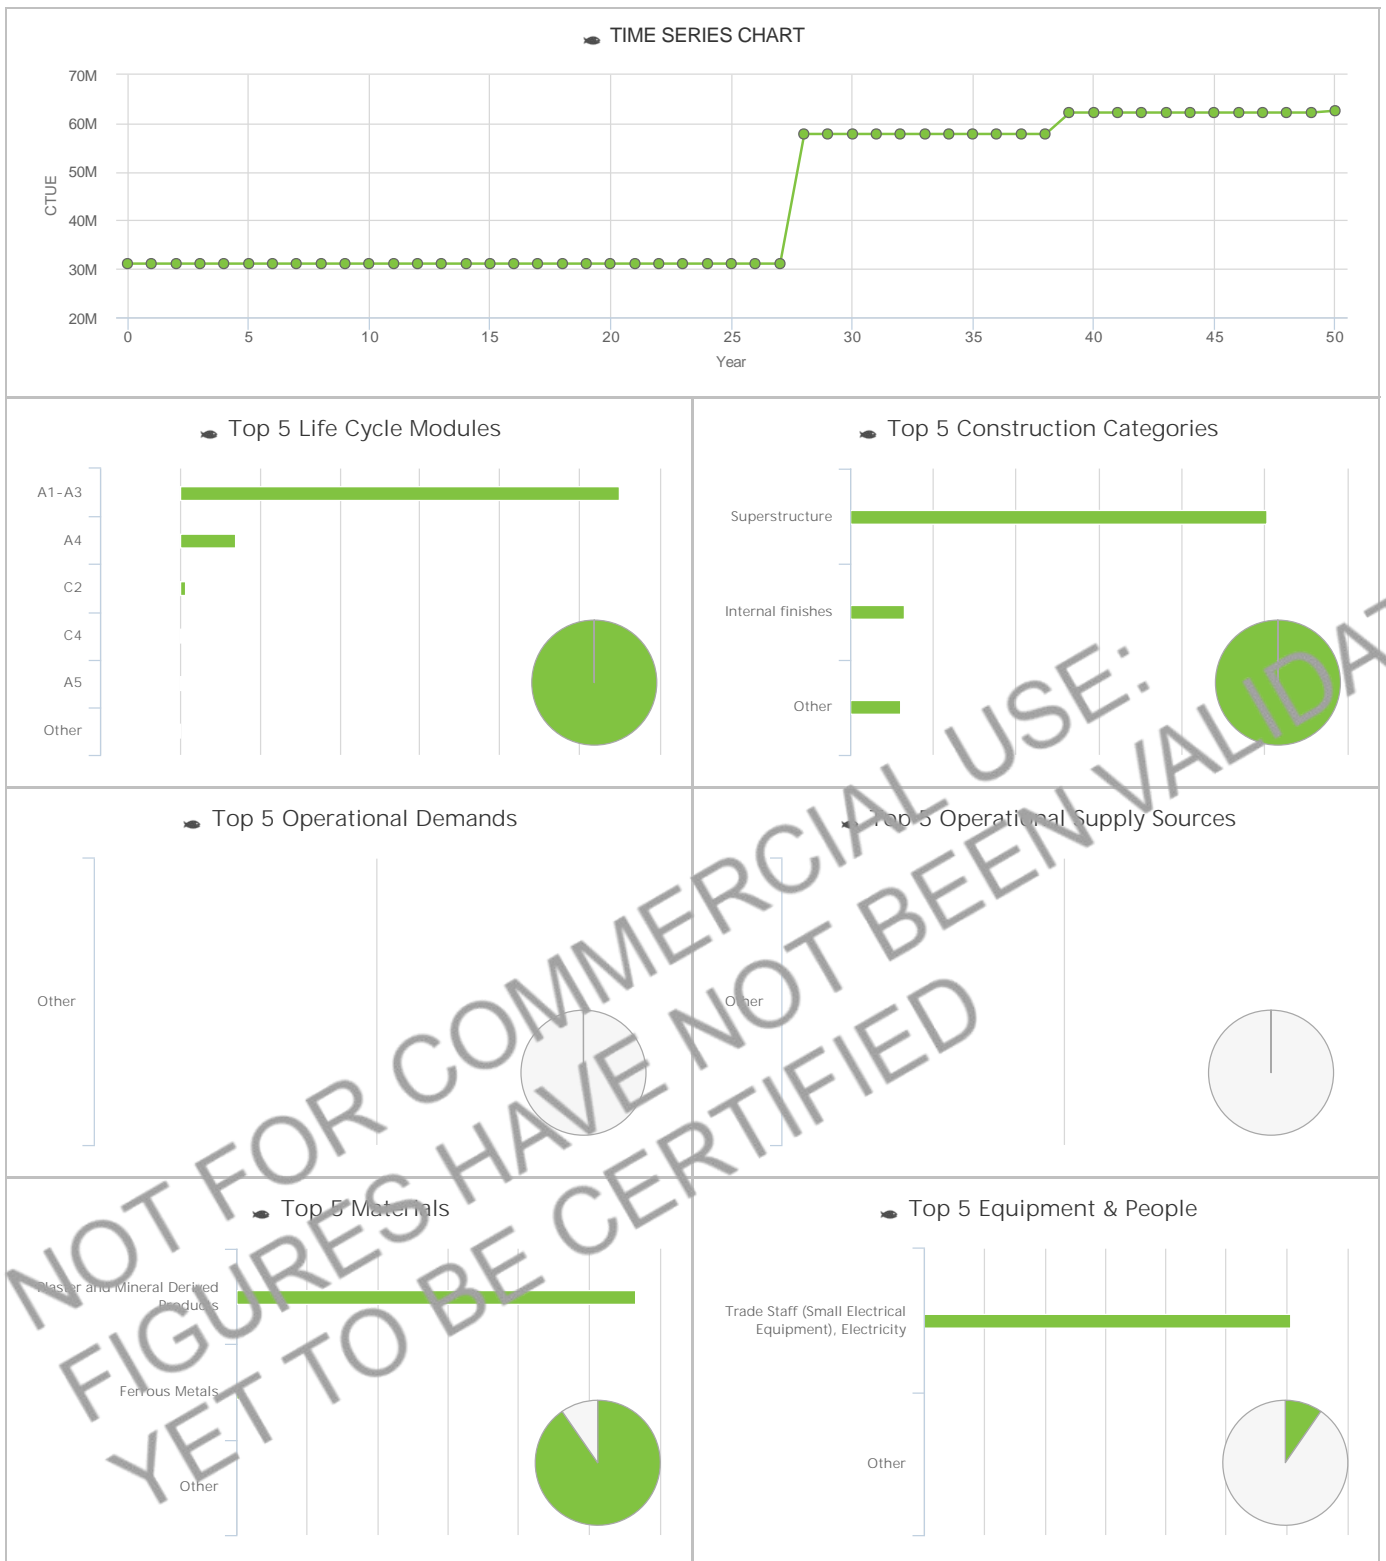 TIME SERIES CHART
70M
60M
50M
40M
30M
20M
CTUE
0 5 10 15 20 25 30 35 40 45 50
Year
Top 5 Life Cycle Modules
A1-A3
A4
C2
C4
A5
Other
Top 5 Construction Categories
Superstructure
Internal finishes
Other
Top 5 Operational Demands
Other
Top 5 Operational Supply Sources
Other
Top 5 Materials
Plaster and Mineral Derived
Products
Ferrous Metals
Other
Top 5 Equipment & People
Trade Staff (Small Electrical
Equipment), Electricity
Other
NOT FOR COMMERCIAL USE:
FIGURES HAVE NOT BEEN VALIDAT
YET TO BE CERTIFIED